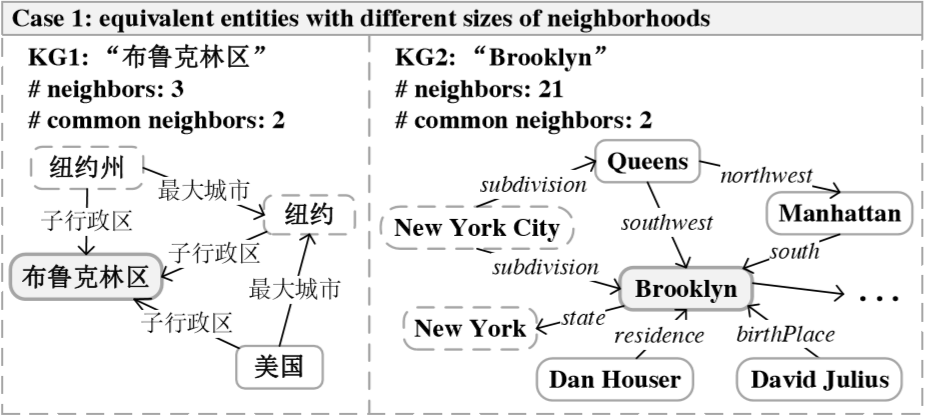 Case 1: equivalent entities with different sizes of neighborhoods
KG1: “布鲁克林区”
# neighbors: 3
# common neighbors: 2
纽约州
最大城市
子行政区
纽约
子行政区
布鲁克林区
最大城市
子行政区
美国
KG2: “Brooklyn”
# neighbors: 21
# common neighbors: 2
Queens
subdivision
northwest
New York City
southwest
Manhattan
subdivision
south
Brooklyn
...
New York
state
residence
birthPlace
Dan Houser
David Julius